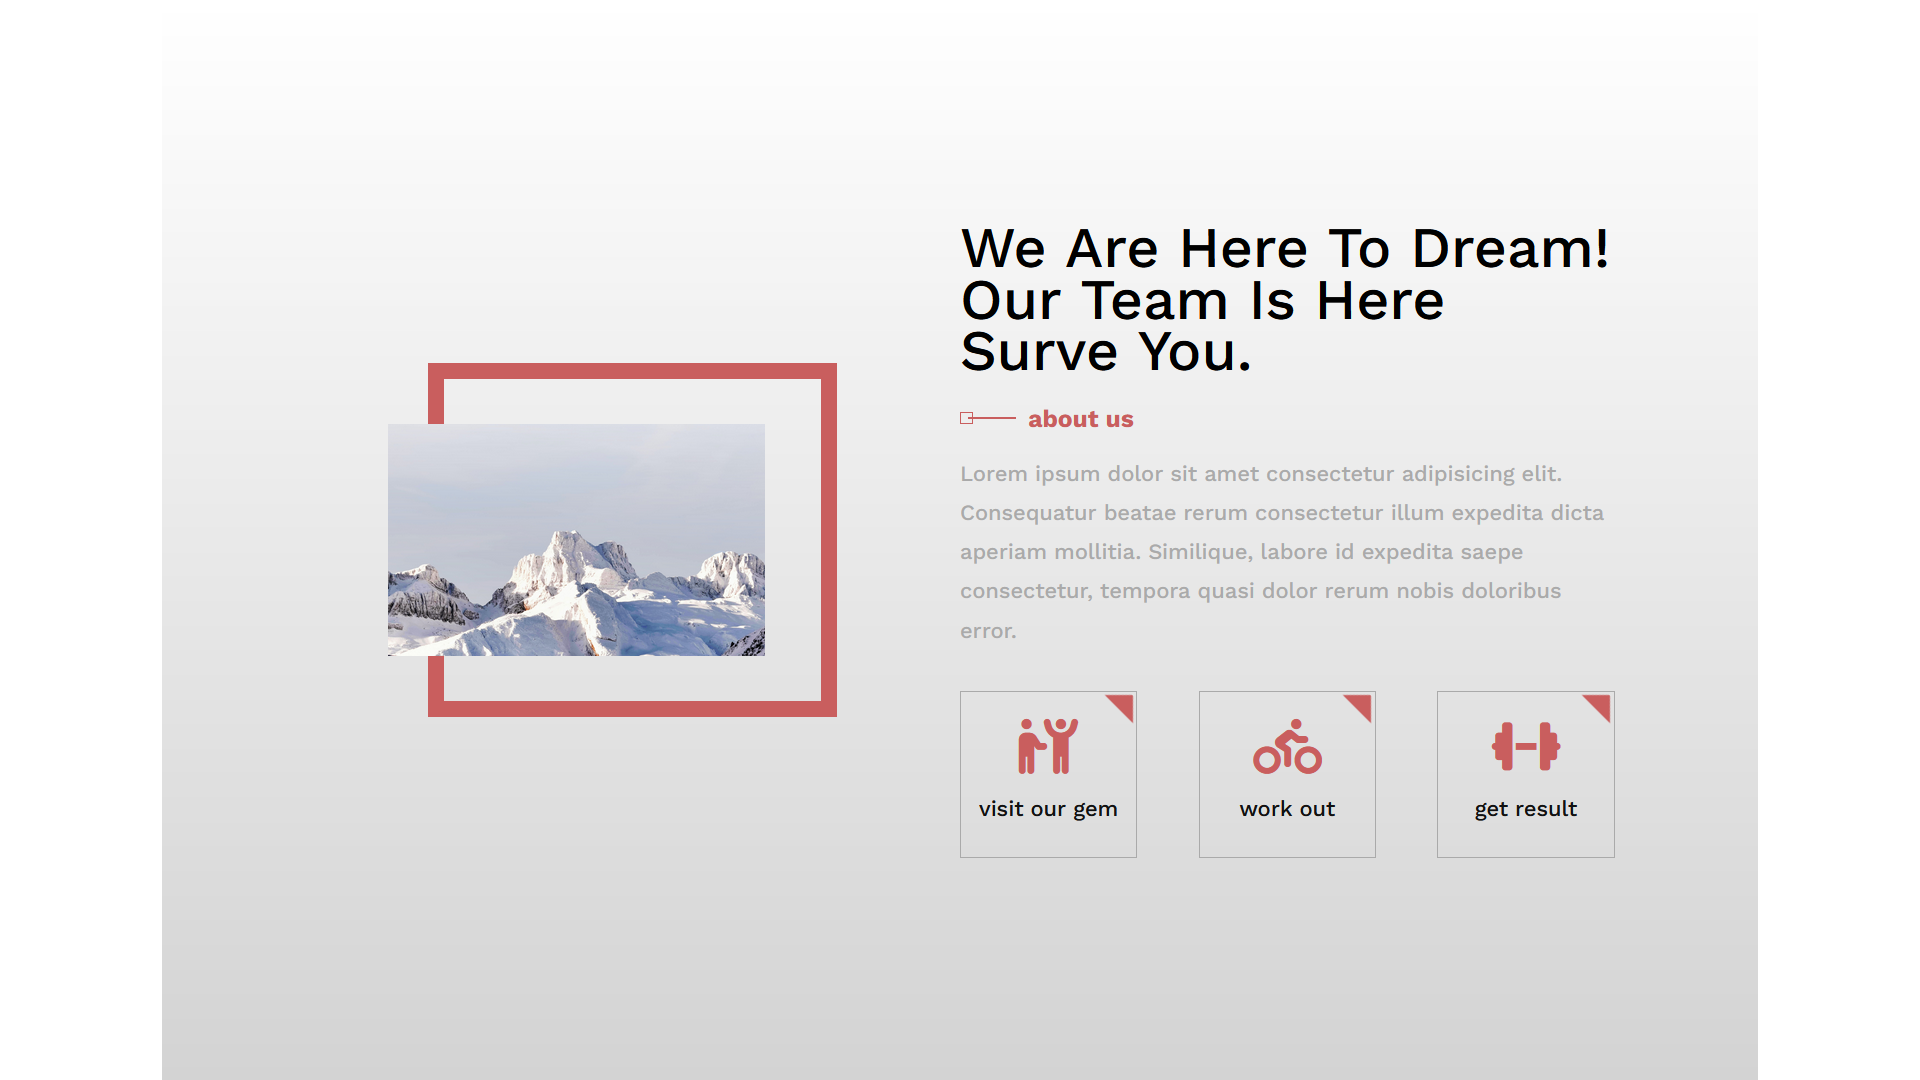 We Are Here To Dream!
Our Team Is Here
Surve You.
about us
Lorem ipsum dolor sit amet consectetur adipisicing elit.
Consequatur beatae rerum consectetur illum expedita dicta
aperiam mollitia. Similique, labore id expedita saepe
consectetur, tempora quasi dolor rerum nobis doloribus
error.
visit our gem
work out
get result